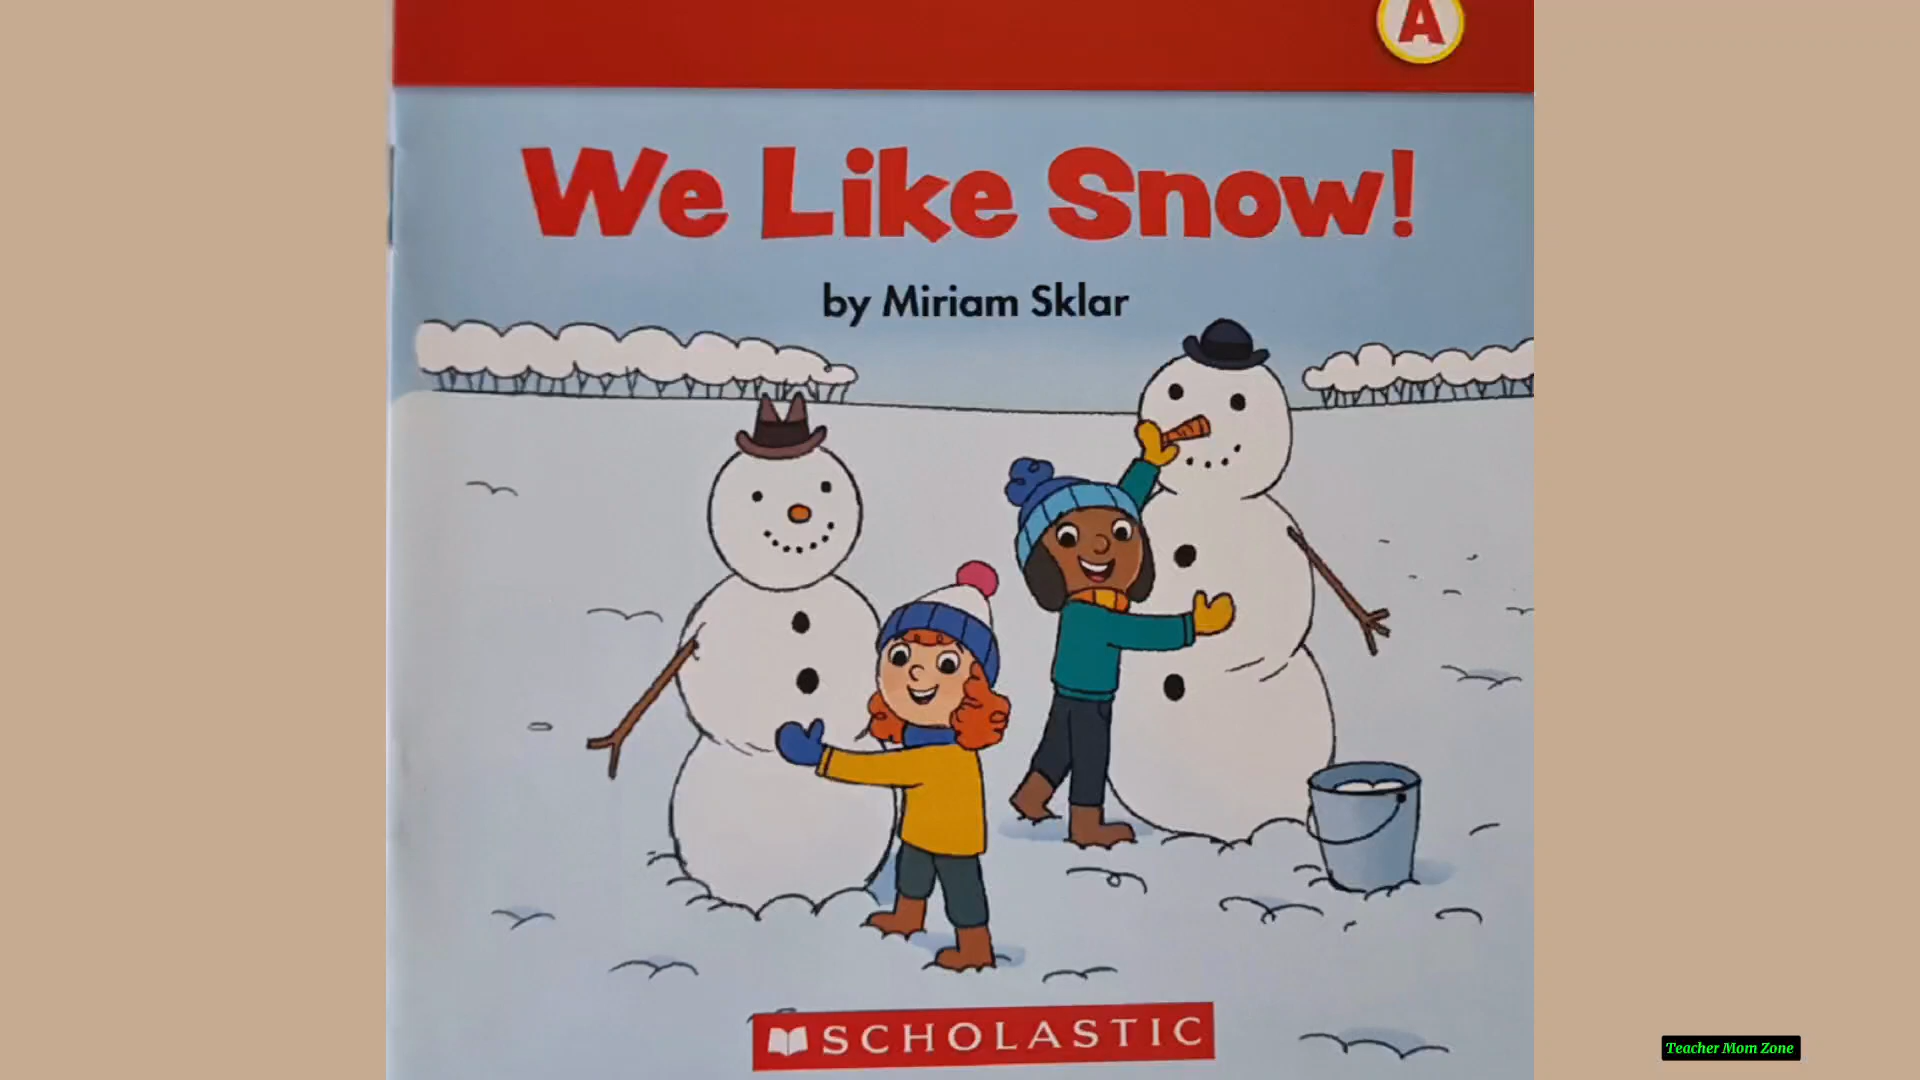 A
We Like Snow!
by Miriam Sklar
SCHOLASTIC
Teacher Mom Zone